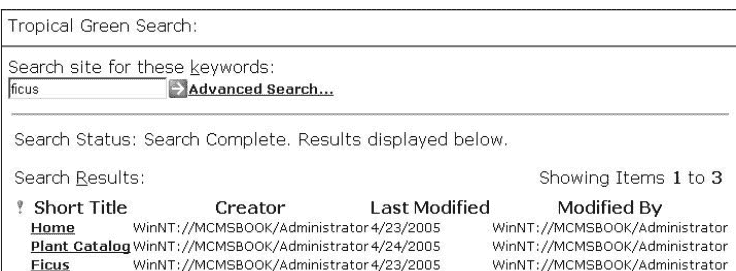 Tropical Green Search:
Search site for these keywords:
ficus Advanced Search...
Search Status: Search Complete. Results displayed below.
Search Results: Showing Items 1 to 3
! Short Title Creator Last Modified Modified By
Home WinNT://MCMSBOOK/Administrator 4/23/2005 WinNT://MCMSBOOK/Administrator
Plant Catalog WinNT://MCMSBOOK/Administrator 4/24/2005 WinNT://MCMSBOOK/Administrator
Ficus WinNT://MCMSBOOK/Administrator 4/23/2005 WinNT://MCMSBOOK/Administrator